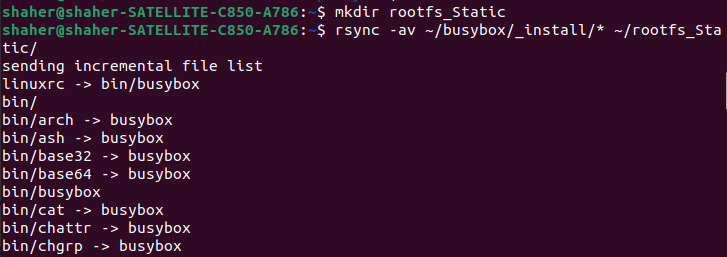 shaher@shaher-SATELLITE-C850-A786:~$ mkdir rootfs_Static
shaher@shaher-SATELLITE-C850-A786:~$ rsync -av ~/busybox/_install/* ~/rootfs_Sta
tic/
sending incremental file list
linuxrc -> bin/busybox
bin/
bin/arch -> busybox
bin/ash -> busybox
bin/base32 -> busybox
bin/base64 -> busybox
bin/busybox
bin/cat -> busybox
bin/chattr -> busybox
bin/chgrp -> busybox